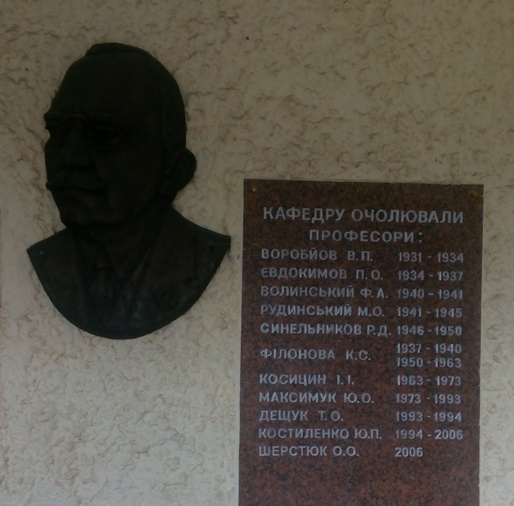 КАФЕДРУ ОЧОЛЮВАЛИ
ПРОФЕСОРИ:
ВОРОБЙОВ В.П. 1931 - 1934
ЄВДОКИМОВ П.О. 1934 - 1937
ВОЛИНСЬКИЙ Ф.А. 1940 - 1941
РУДИНСЬКИЙ М.О. 1941 - 1945
СИНЕЛЬНИКОВ Р.Д. 1946 - 1950
ФІЛОНОВА К.С. 1937 - 1940
1950 - 1963
КОСИЦИН І.І. 1963 - 1973
МАКСИМУК Ю.О. 1973 - 1993
ДЕЩУК Т.О. 1993 - 1994
КОСТИЛЕНКО Ю.П. 1994 - 2006
ШЕРСТЮК О.О. 2006